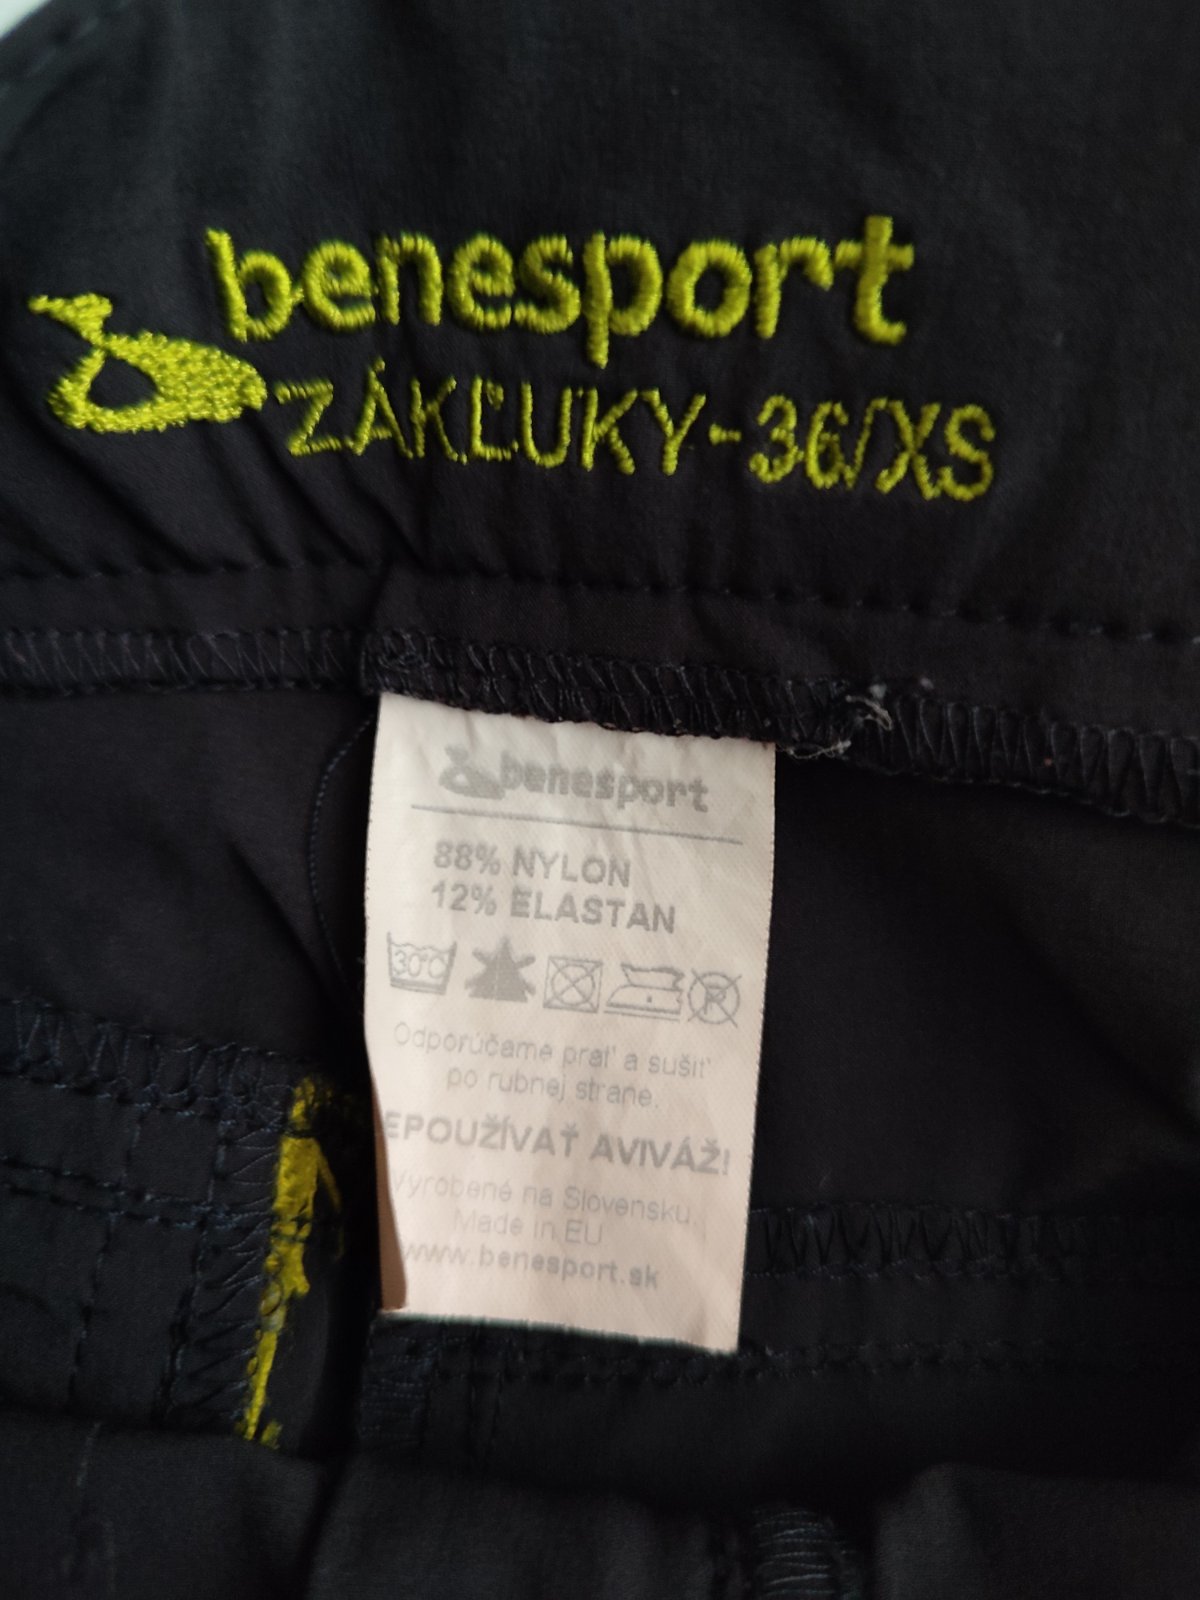 benesport
ZÁKĽUKY-36/XS
benesport
88% NYLON
12% ELASTAN
30°C
P
Odporúčame prať a sušiť
po rubnej strane.
EPOUŽÍVAŤ AVIVÁŽ!
Vyrobené na Slovensku.
Made in EU
www.benesport.sk